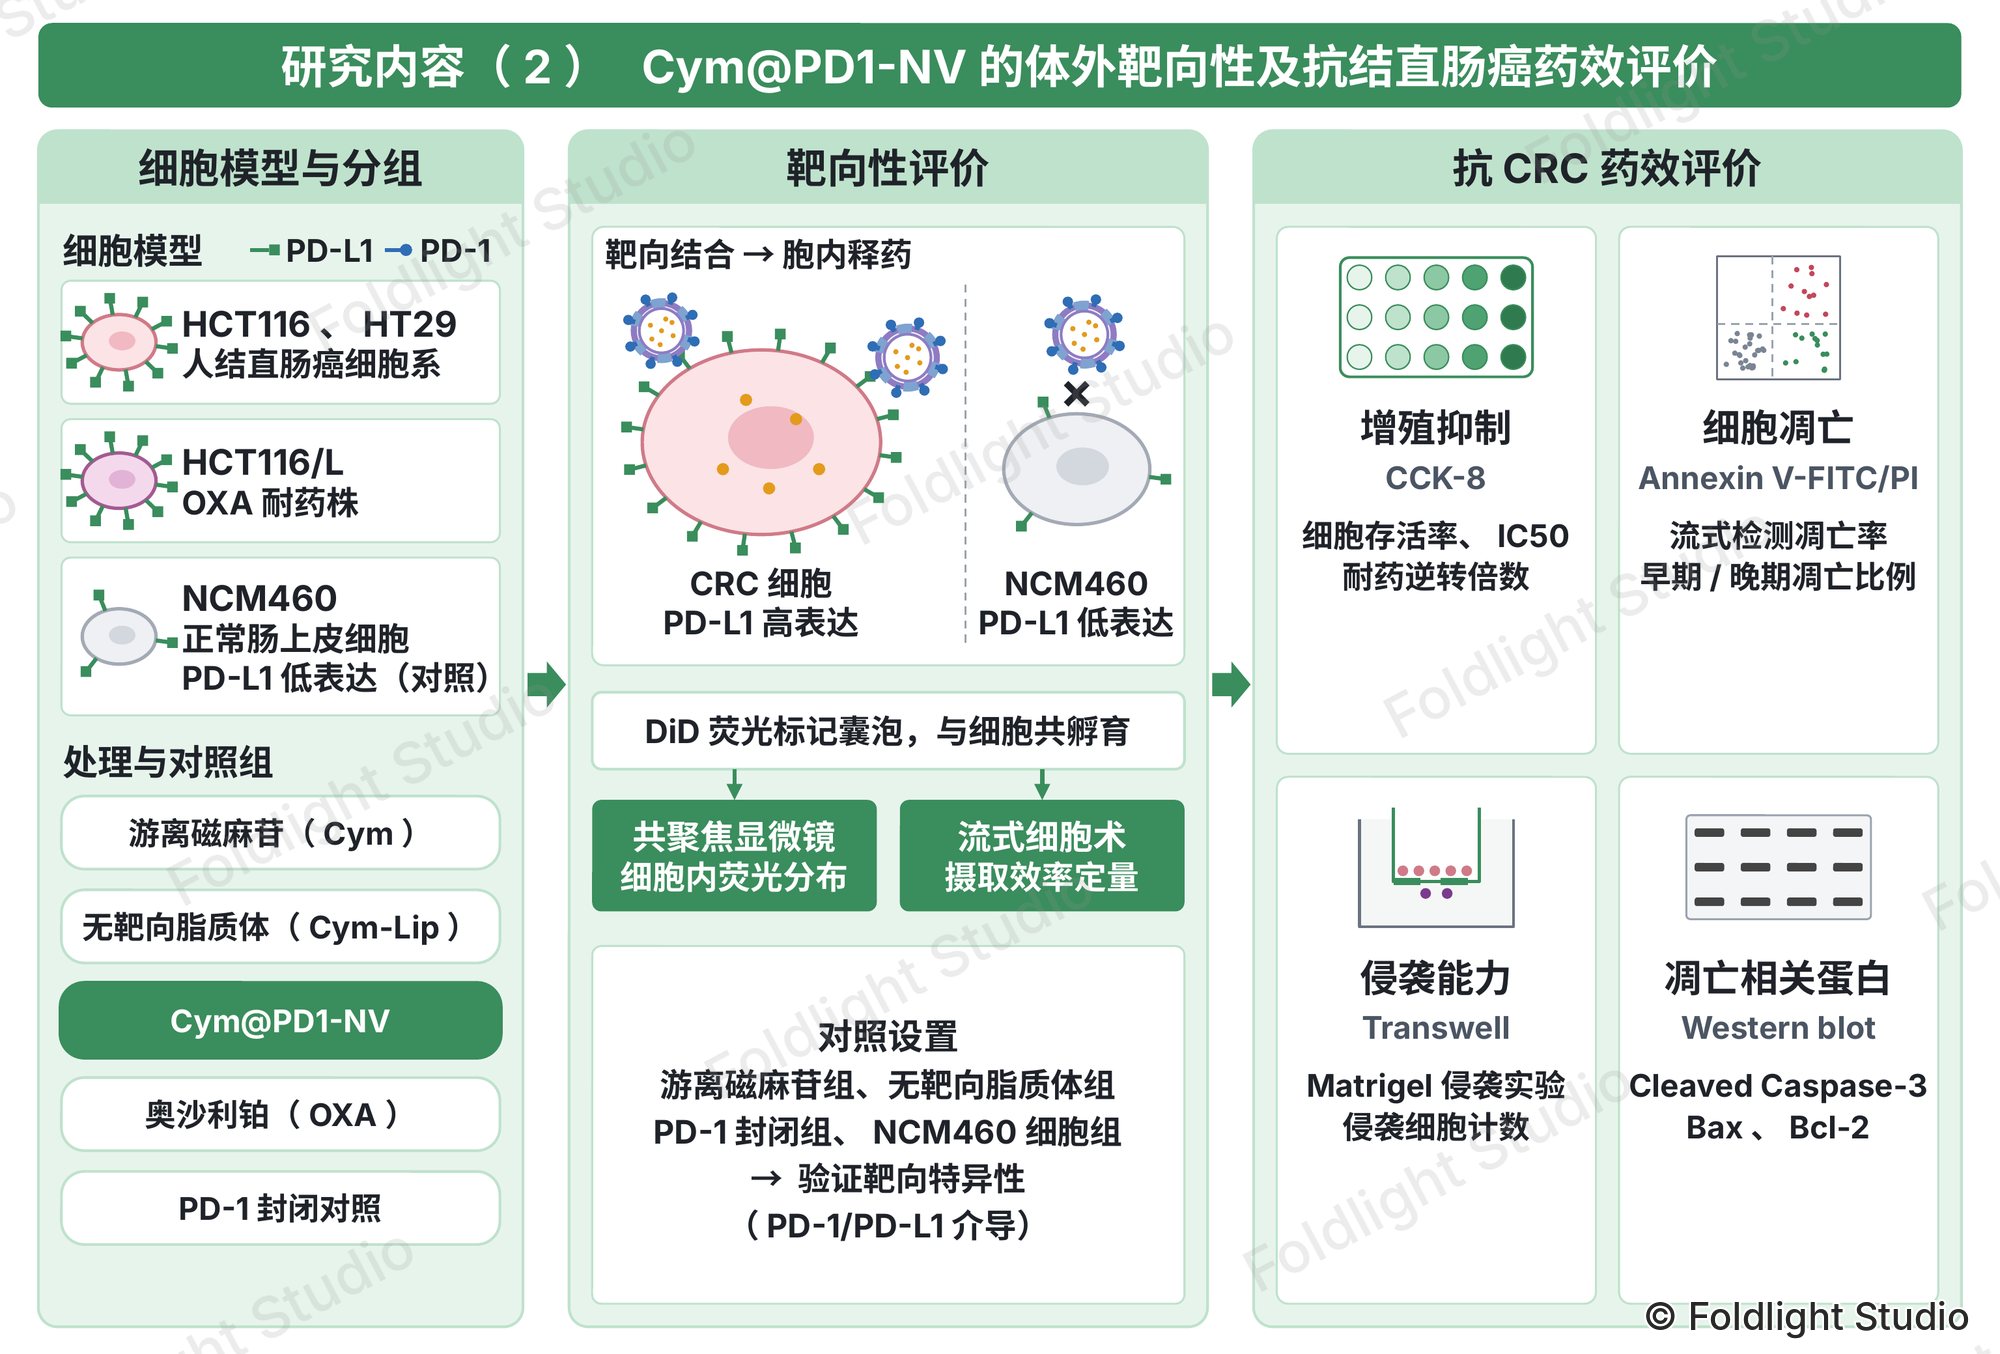 研究内容（2） Cym@PD1-NV 的体外靶向性及抗结直肠癌药效评价
细胞模型与分组
细胞模型
PD-L1
PD-1
HCT116、HT29
人结直肠癌细胞系
HCT116/L
OXA 耐药株
NCM460
正常肠上皮细胞
PD-L1 低表达（对照）
处理与对照组
游离磁麻苷（Cym）
无靶向脂质体（Cym-Lip）
Cym@PD1-NV
奥沙利铂（OXA）
PD-1 封闭对照
靶向性评价
靶向结合 → 胞内释药
CRC 细胞
PD-L1 高表达
NCM460
PD-L1 低表达
DiD 荧光标记囊泡，与细胞共孵育
共聚焦显微镜
细胞内荧光分布
流式细胞术
摄取效率定量
对照设置
游离磁麻苷组、无靶向脂质体组
PD-1 封闭组、NCM460 细胞组
→ 验证靶向特异性
（PD-1/PD-L1 介导）
抗 CRC 药效评价
增殖抑制
CCK-8
细胞存活率、IC50
耐药逆转倍数
细胞凋亡
Annexin V-FITC/PI
流式检测凋亡率
早期 / 晚期凋亡比例
侵袭能力
Transwell
Matrigel 侵袭实验
侵袭细胞计数
凋亡相关蛋白
Western blot
Cleaved Caspase-3
Bax、Bcl-2
© Foldlight Studio